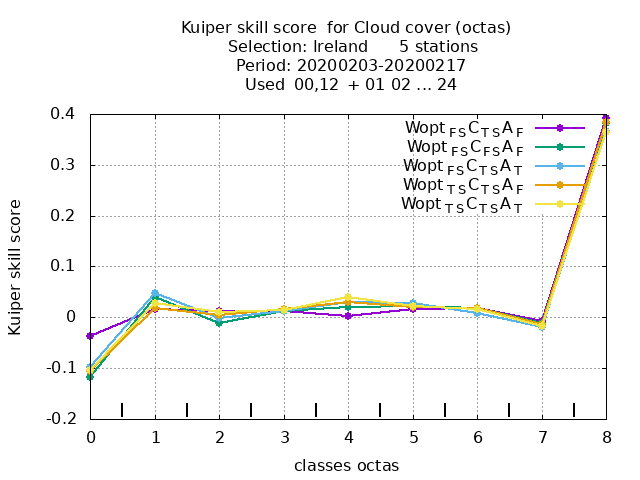 Kuiper skill score  for Cloud cover (octas)
Selection: Ireland      5 stations
Period: 20200203-20200217
Used  00,12  + 01 02 ... 24
Wopt FS C TS A F
Wopt FS C FS A F
Wopt FS C TS A T
Wopt TS C TS A F
Wopt TS C TS A T
0.4
0.3
0.2
0.1
0
-0.1
-0.2
Kuiper skill score
0 1 2 3 4 5 6 7 8
classes octas